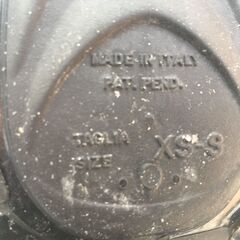 MADE IN ITALY
PAT. PEND.
TAGLIA XS-S
SIZE